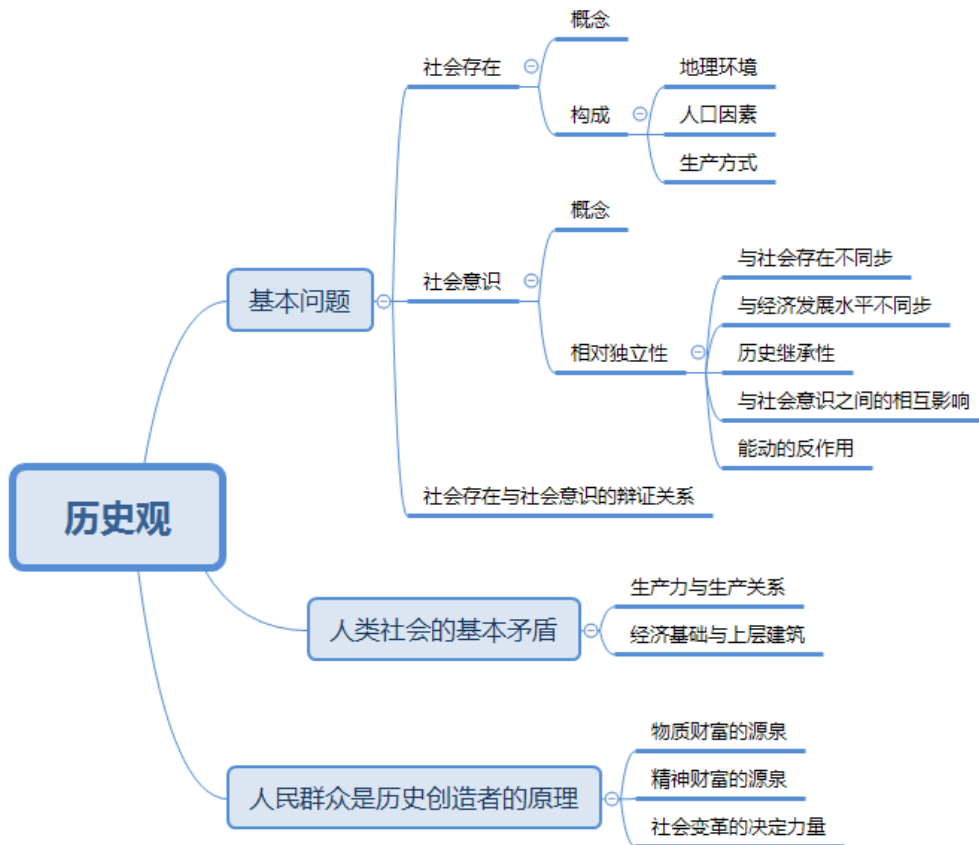 历史观
基本问题
社会存在
概念
构成
地理环境
人口因素
生产方式
社会意识
概念
相对独立性
与社会存在不同步
与经济发展水平不同步
历史继承性
与社会意识之间的相互影响
能动的反作用
社会存在与社会意识的辩证关系
人类社会的基本矛盾
生产力与生产关系
经济基础与上层建筑
人民群众是历史创造者的原理
物质财富的源泉
精神财富的源泉
社会变革的决定力量